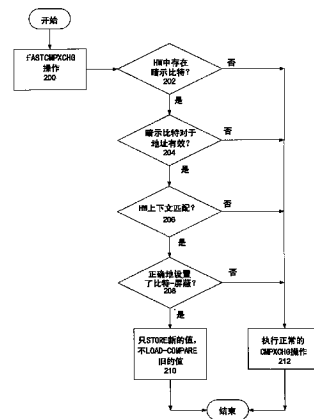 开始
fASTCMPXCHG
操作
200
HW中存在
暗示比特?
202
否
是
暗示比特对于
地址有效?
204
否
是
HW上下文匹配?
206
否
是
正确地设置
了比特-屏蔽?
208
否
是
只STORE新的值,
不LOAD-COMPARE
旧的值
210
执行正常的
CMPXCHG操作
212
结束